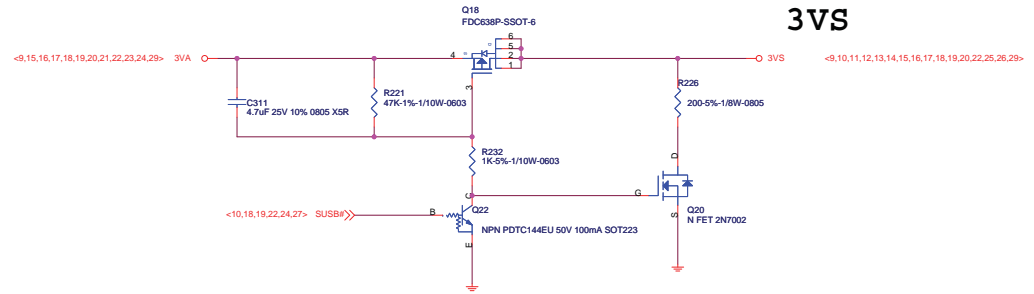 3VS
Q18
FDC638P-SSOT-6
<9,15,16,17,18,19,20,21,22,23,24,29> 3VA
4
6
5
2
1
3
3VS
<9,10,11,12,13,14,15,16,17,18,19,20,22,25,26,29>
C311
4.7uF 25V 10% 0805 X5R
R221
47K-1%-1/10W-0603
R226
200-5%-1/8W-0805
R232
1K-5%-1/10W-0603
D
G
S
Q20
N FET 2N7002
<10,18,19,22,24,27> SUSB#
B
C
E
Q22
NPN PDTC144EU 50V 100mA SOT223